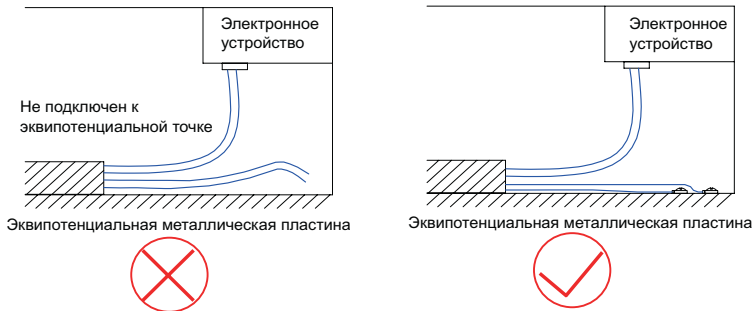 Электронное
устройство
Не подключен к
эквипотенциальной точке
Эквипотенциальная металлическая пластина
Электронное
устройство
Эквипотенциальная металлическая пластина